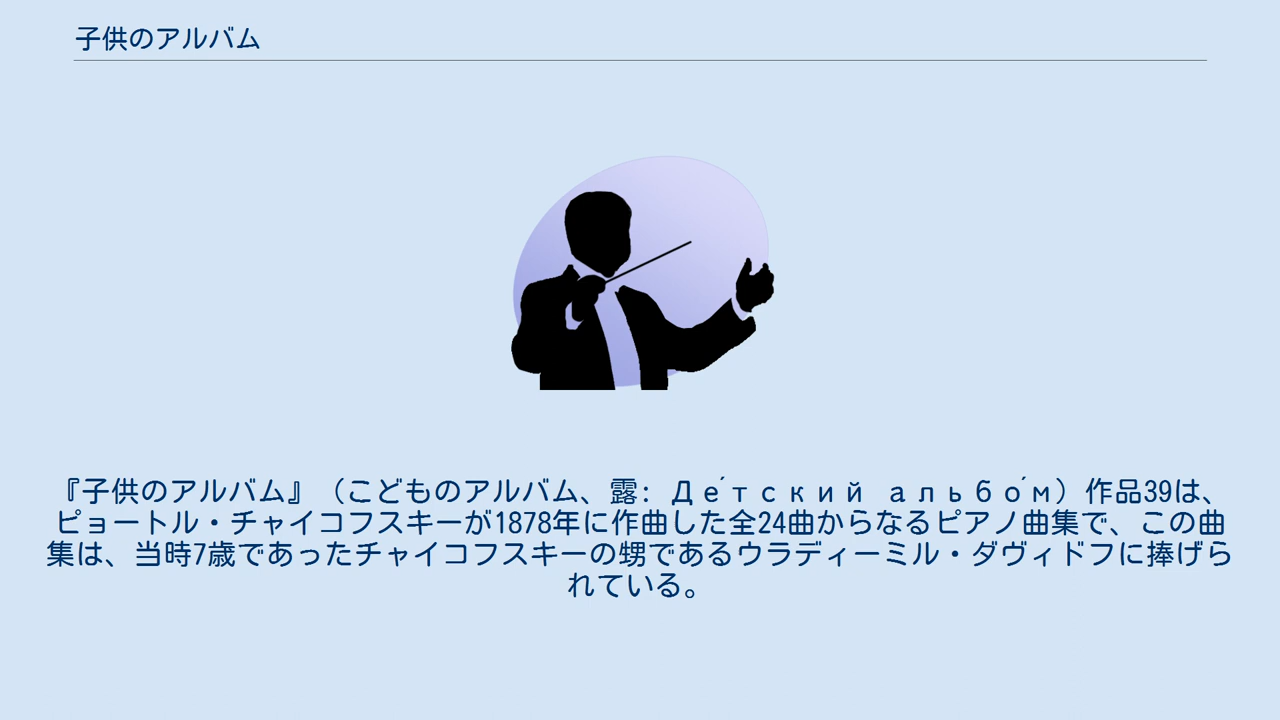 子供のアルバム
『子供のアルバム』（こどものアルバム、露: Де́тский альбо́м）作品39は、
ピョートル・チャイコフスキーが1878年に作曲した全24曲からなるピアノ曲集で、この曲
集は、当時7歳であったチャイコフスキーの甥であるウラディーミル・ダヴィドフに捧げら
れている。